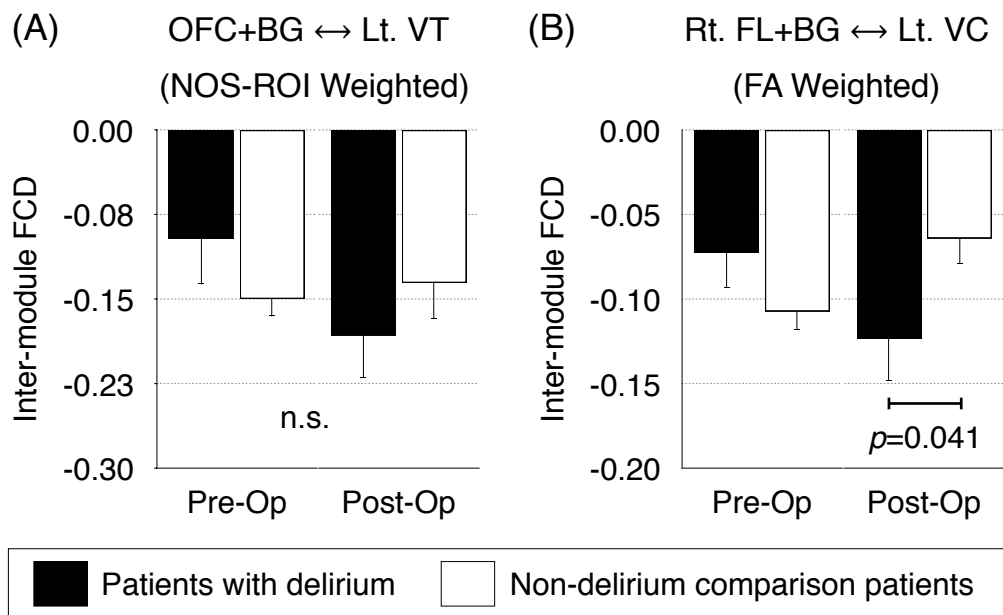 (A) OFC+BG ↔ Lt. VT
(NOS-ROI Weighted)
Inter-module FCD
0.00
-0.08
-0.15
-0.23
-0.30
n.s.
Pre-Op Post-Op
(B) Rt. FL+BG ↔ Lt. VC
(FA Weighted)
Inter-module FCD
0.00
-0.05
-0.10
-0.15
-0.20
p=0.041
Pre-Op Post-Op
Patients with delirium Non-delirium comparison patients